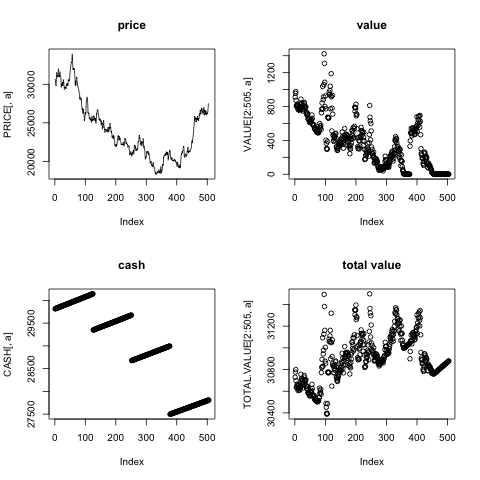 price
value
PRICE[, a]
30000
25000
20000
0 100 200 300 400 500
Index
VALUE[2:505, a]
1200
800
400
0
0 100 200 300 400 500
Index
cash
total value
CASH[, a]
29500
28500
27500
0 100 200 300 400 500
Index
TOTAL.VALUE[2:505, a]
31200
30800
30400
0 100 200 300 400 500
Index